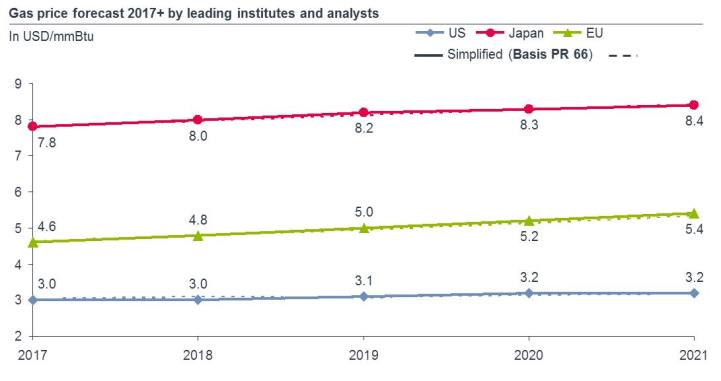 Gas price forecast 2017+ by leading institutes and analysts
In USD/mmBtu
US Japan EU
Simplified (Basis PR 66)
9
8
7.8 8.0 8.2 8.3 8.4
7
6
5
4.6 4.8 5.0 5.2 5.4
4
3
3.0 3.0 3.1 3.2 3.2
2
2017 2018 2019 2020 2021